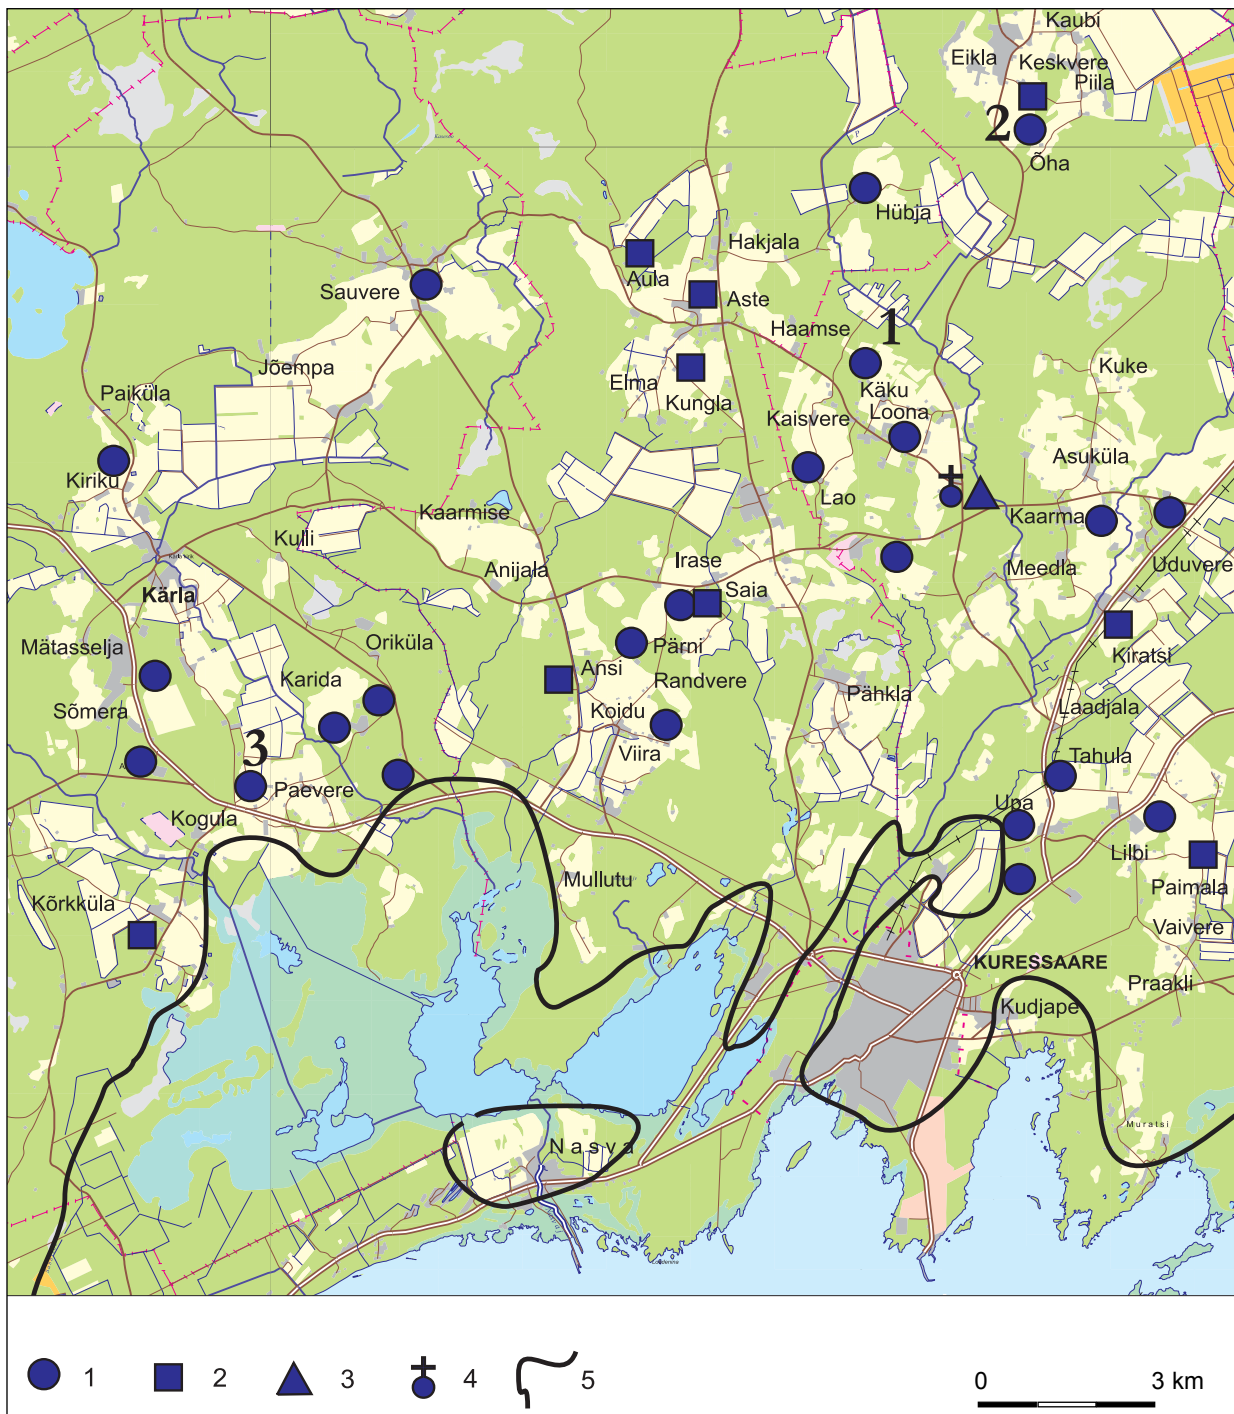 Kaubi
Eikla
Keskvere
Piila
2
Õha
Hübja
Hakjala
Aula
Sauvere
Aste
1
Haamse
Jõempa
Kuke
Elma
Käku
Paiküla
Kungla
Kaisvere
Loona
Asuküla
Kiriku
Lao
Kaarmise
Kaarma
Kulli
Irase
Uduvere
Anijala
Meedla
Saia
Kärla
Oriküla
Mätasselja
Pärni
Kiratsi
Ansi
Karida
Randvere
Pähkla
Sõmera
Koidu
Laadjala
3
Viira
Tahula
Paevere
Upa
Kogula
Lilbi
Mullutu
Paimala
Kõrkküla
Vaivere
KURESSAARE
Praakli
Kudjape
Muratsi
Nasva
1 2 3 4 5
0 3 km